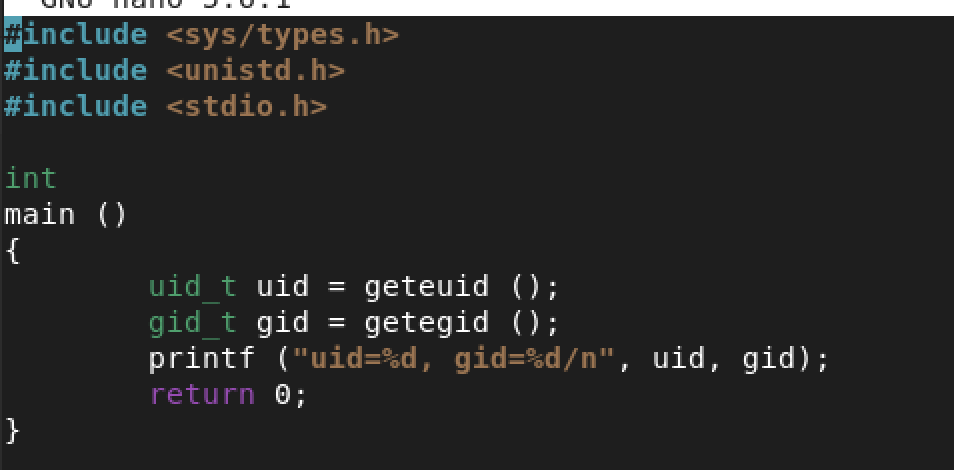 GNU nano 5.6.1
#include <sys/types.h>
#include <unistd.h>
#include <stdio.h>
int
main ()
{
        uid_t uid = geteuid ();
        gid_t gid = getegid ();
        printf ("uid=%d, gid=%d/n", uid, gid);
        return 0;
}